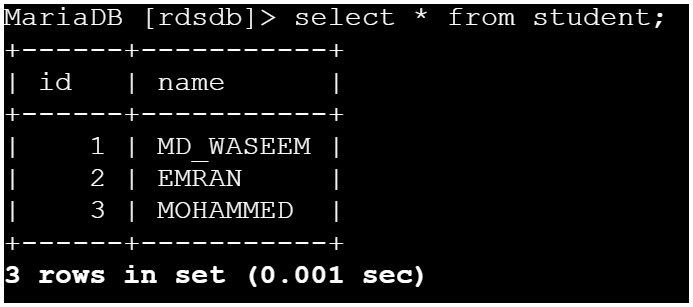 MariaDB [rdsdb]> select * from student;
+------+-----------+
| id   | name      |
+------+-----------+
|    1 | MD_WASEEM |
|    2 | EMRAN     |
|    3 | MOHAMMED  |
+------+-----------+
3 rows in set (0.001 sec)